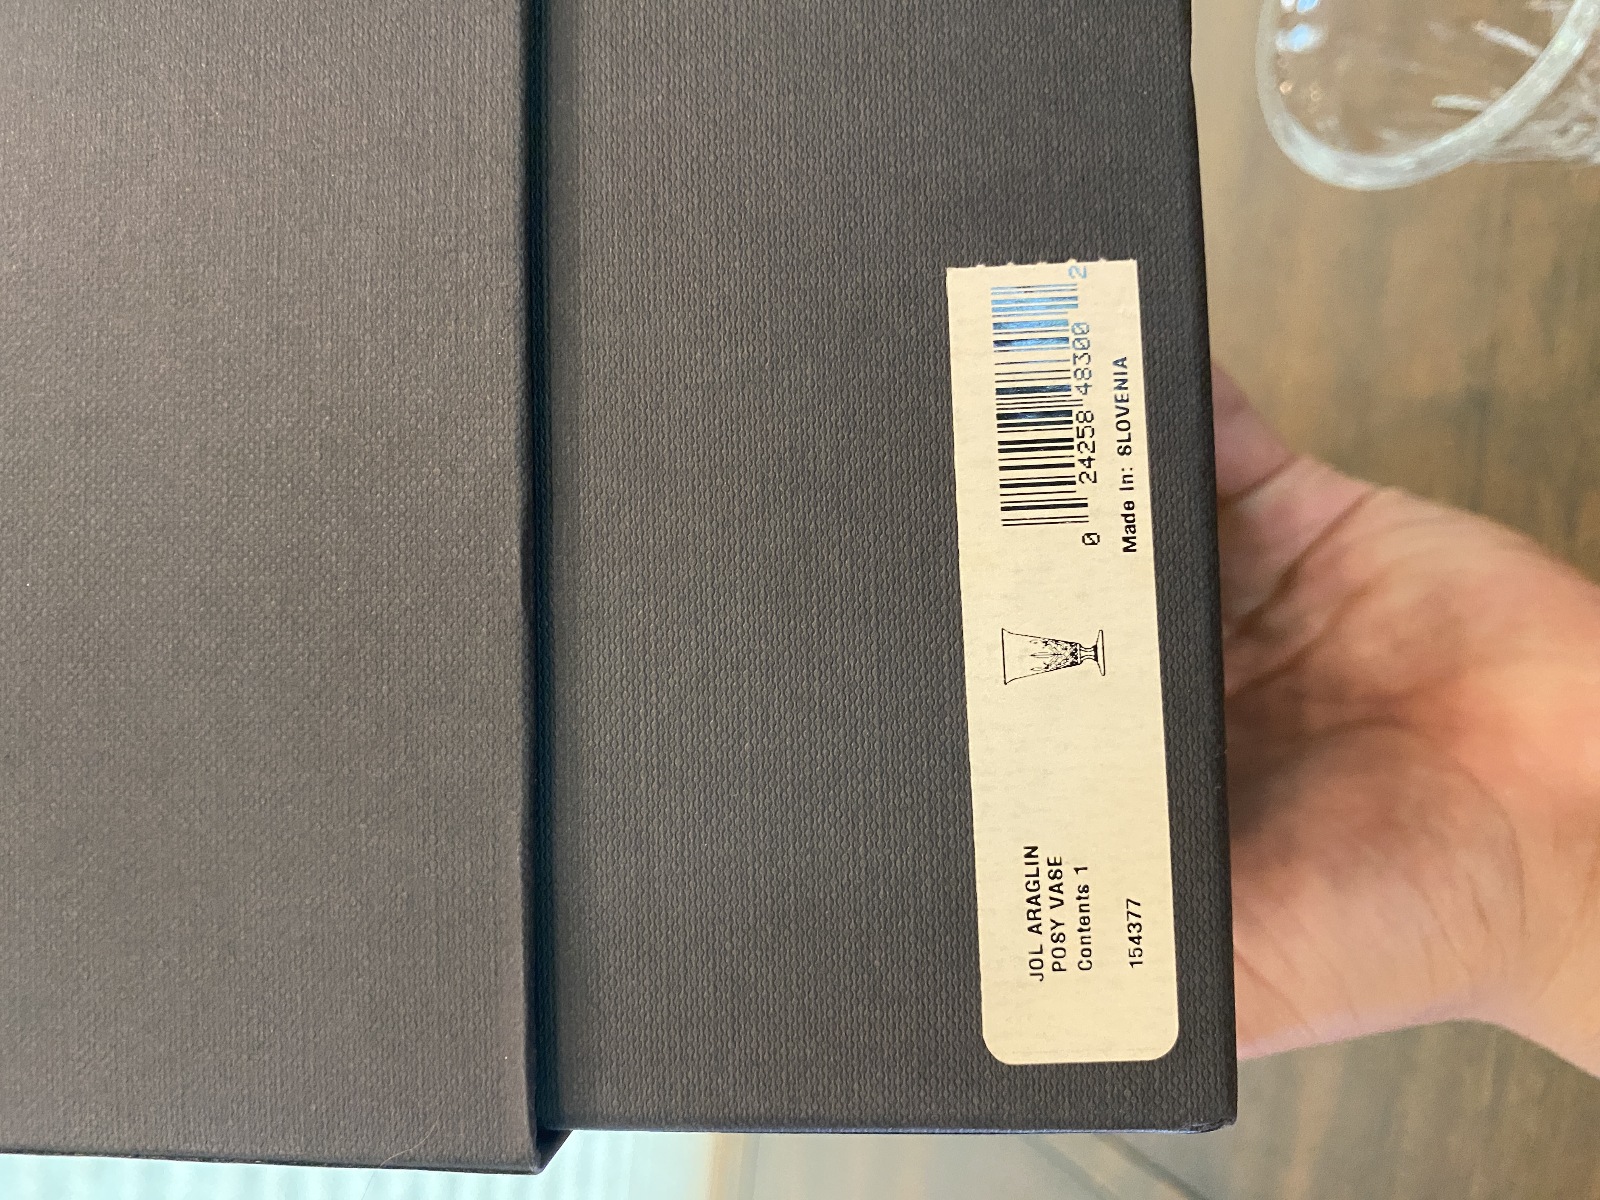 JOL ARAGLIN
POSY VASE
Contents 1
154377
0 24258 48300 2
Made In: SLOVENIA